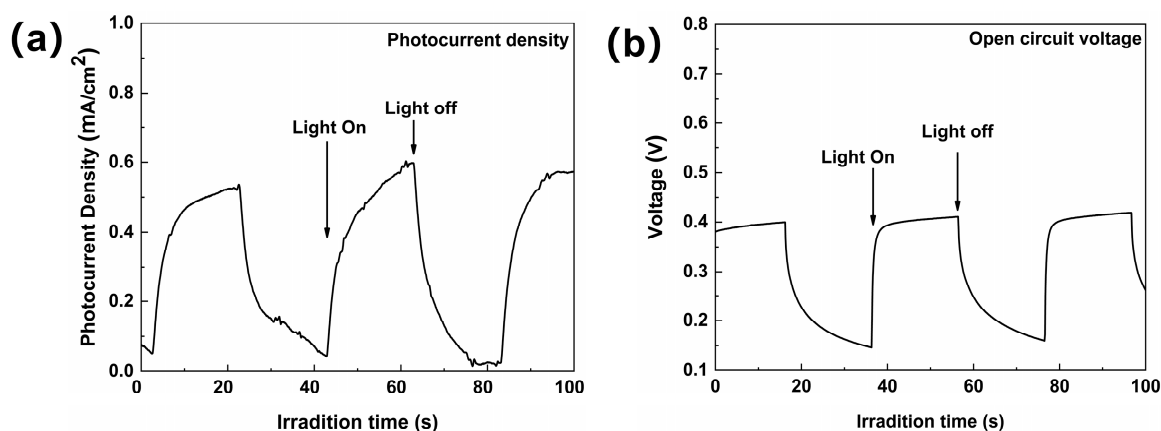 (a)
Photocurrent density
Photocurrent Density (mA/cm²)
1.0
0.8
0.6
0.4
0.2
0.0
Light On
Light off
0 20 40 60 80 100
Irradition time (s)
(b)
Open circuit voltage
Voltage (V)
0.8
0.7
0.6
0.5
0.4
0.3
0.2
0.1
Light On
Light off
0 20 40 60 80 100
Irradition time (s)